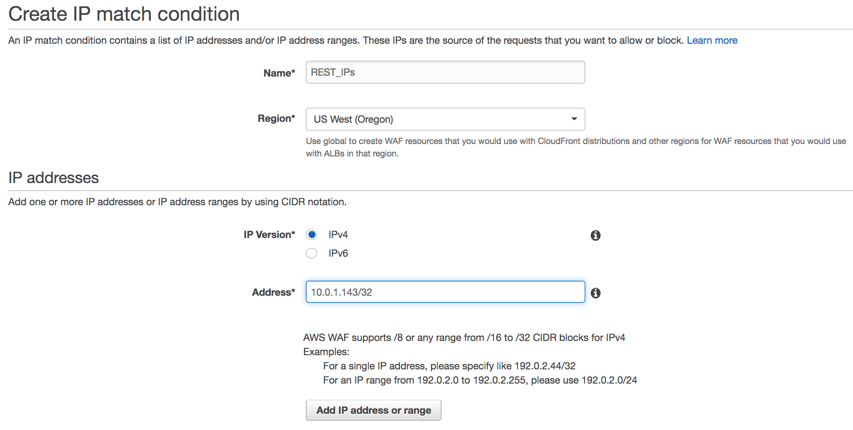 Create IP match condition
An IP match condition contains a list of IP addresses and/or IP address ranges. These IPs are the source of the requests that you want to allow or block. Learn more
Name* REST_IPs
Region* US West (Oregon)
Use global to create WAF resources that you would use with CloudFront distributions and other regions for WAF resources that you would use
with ALBs in that region.
IP addresses
Add one or more IP addresses or IP address ranges by using CIDR notation.
IP Version* IPv4
IPv6
Address* 10.0.1.143/32
AWS WAF supports /8 or any range from /16 to /32 CIDR blocks for IPv4
Examples:
For a single IP address, please specify like 192.0.2.44/32
For an IP range from 192.0.2.0 to 192.0.2.255, please use 192.0.2.0/24
Add IP address or range